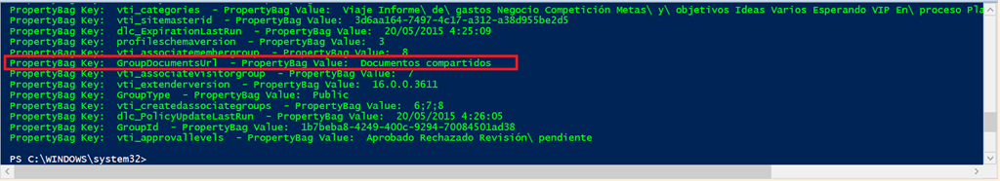 PropertyBag Key:  vti_categories  - PropertyBag Value:  Viaje Informe\ de\ gastos Negocio Competición Metas\ y\ objetivos Ideas Varios Esperando VIP En\ proceso Pla
PropertyBag Key:  vti_sitemasterid  - PropertyBag Value:  3d6aa164-7497-4c17-a312-a38d955be2d5
PropertyBag Key:  dlc_ExpirationLastRun  - PropertyBag Value:  20/05/2015 4:25:09
PropertyBag Key:  profileschemaversion  - PropertyBag Value:  3
PropertyBag Key:  vti_associatemembergroup  - PropertyBag Value:  8
PropertyBag Key:  GroupDocumentsUrl  - PropertyBag Value:  Documentos compartidos
PropertyBag Key:  vti_associatevisitorgroup  - PropertyBag Value:  7
PropertyBag Key:  vti_extenderversion  - PropertyBag Value:  16.0.0.3611
PropertyBag Key:  GroupType  - PropertyBag Value:  Public
PropertyBag Key:  vti_createdassociategroups  - PropertyBag Value:  6;7;8
PropertyBag Key:  dlc_PolicyUpdateLastRun  - PropertyBag Value:  20/05/2015 4:26:05
PropertyBag Key:  GroupId  - PropertyBag Value:  1b7beba8-4249-400c-9294-70084501ad38
PropertyBag Key:  vti_approvallevels  - PropertyBag Value:  Aprobado Rechazado Revisión\ pendiente
PS C:\WINDOWS\system32>